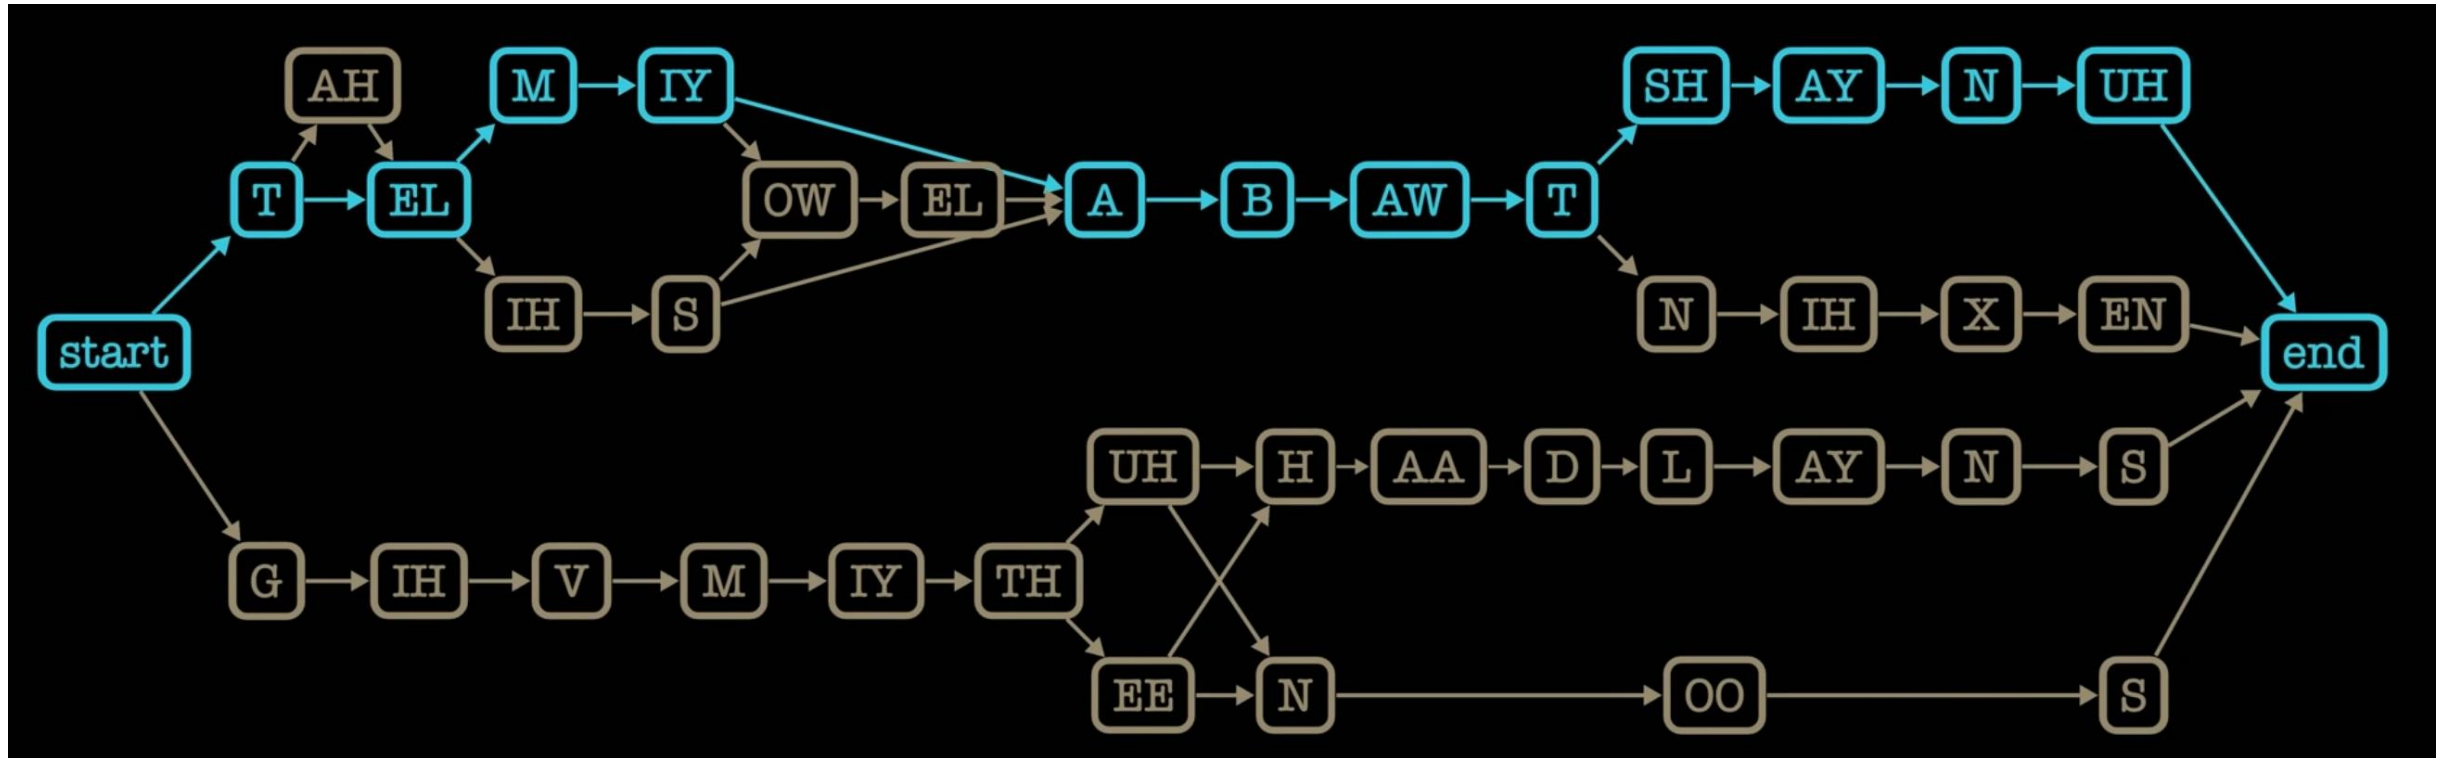 AH M IY SH AY N UH
T EL OW EL A B AW T
IH S N IH X EN
start end
UH H AA D L AY N S
G IH V M IY TH
EE N OO S